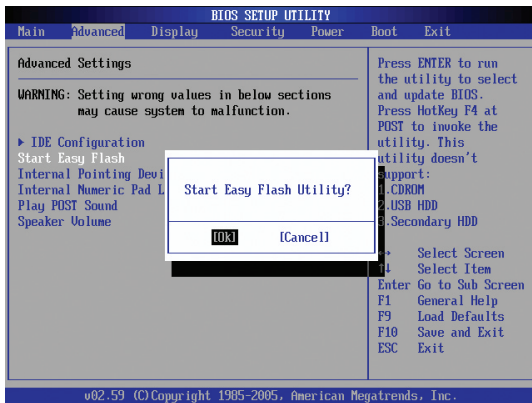 BIOS SETUP UTILITY
Main Advanced Display Security Power Boot Exit
Advanced Settings
WARNING: Setting wrong values in below sections
may cause system to malfunction.
▶ IDE Configuration
Start Easy Flash
Internal Pointing Devi
Internal Numeric Pad L
Play POST Sound
Speaker Volume
Start Easy Flash Utility?
[Ok] [Cancel]
Press ENTER to run
the utility to select
and update BIOS.
Press HotKey F4 at
POST to invoke the
utility. This
utility doesn't
support:
1.CDROM
2.USB HDD
3.Secondary HDD
↔ Select Screen
↑↓ Select Item
Enter Go to Sub Screen
F1 General Help
F9 Load Defaults
F10 Save and Exit
ESC Exit
v02.59 (C)Copyright 1985-2005, American Megatrends, Inc.